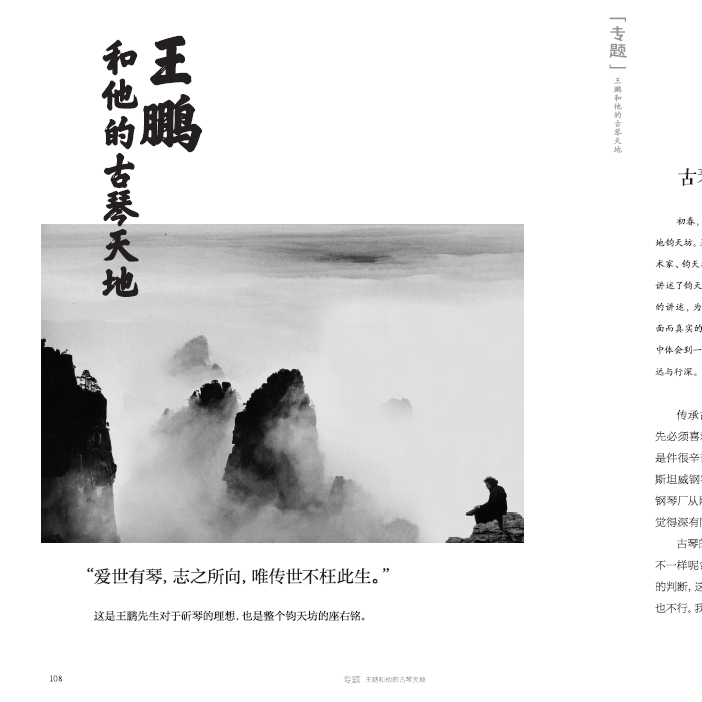 王鹏
和他的古琴天地
“爱世有琴，志之所向，唯传世不枉此生。”
这是王鹏先生对于斫琴的理想，也是整个钧天坊的座右铭。
108
专题 王鹏和他的古琴天地
「专题」
王鹏和他的古琴天地
古
初春，
地钧天坊。
术家、钧天
讲述了钧天
的讲述，为
面而真实的
中体会到一
远与行深。
传承
先必须喜
是件很辛
斯坦威钢
钢琴厂从
觉得深有
古琴的
不一样呢
的判断，这
也不行。我